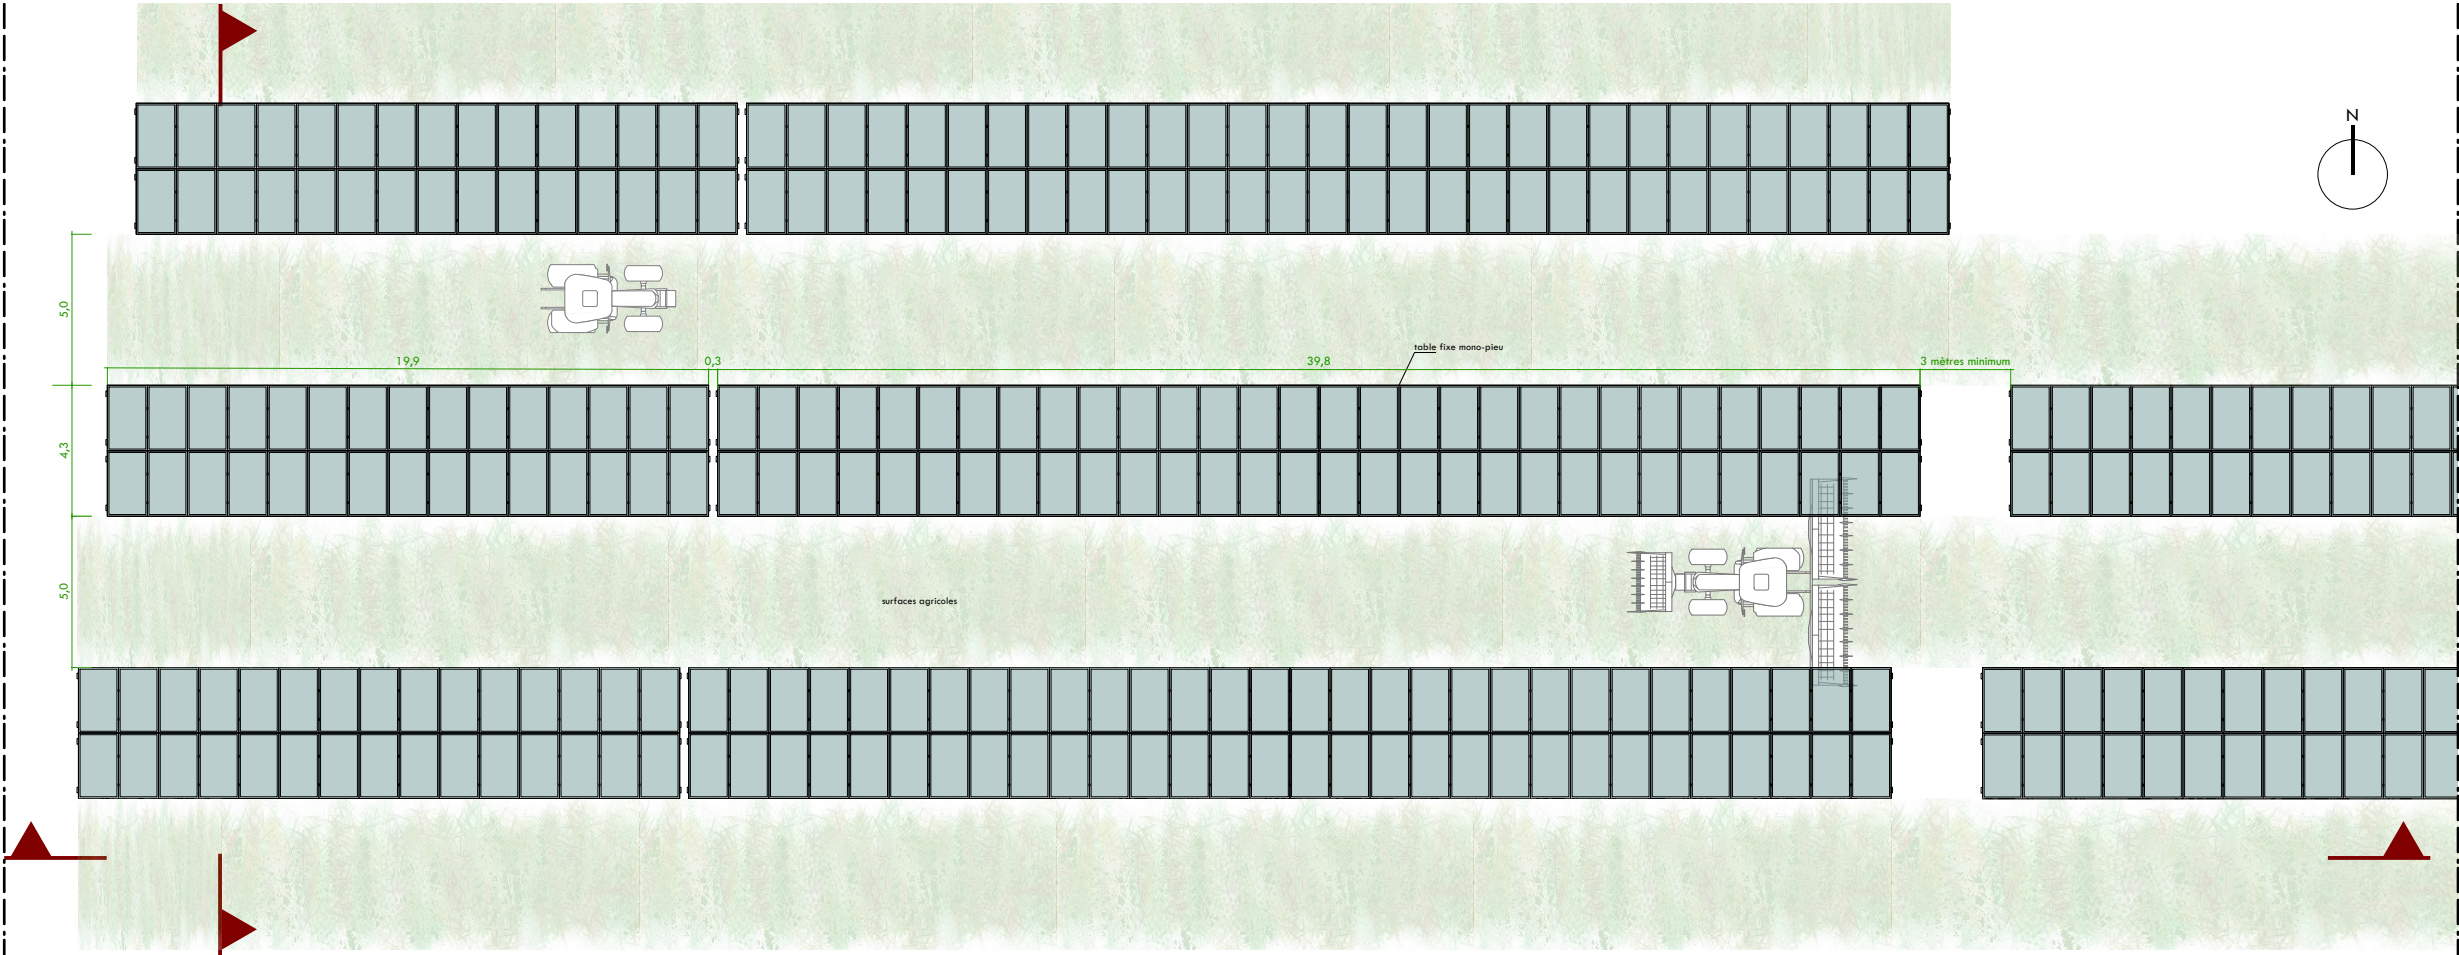 N
5,0
table fixe mono-pieu
19,9
0,3
39,8
3 mètres minimum
4,3
5,0
surfaces agricoles